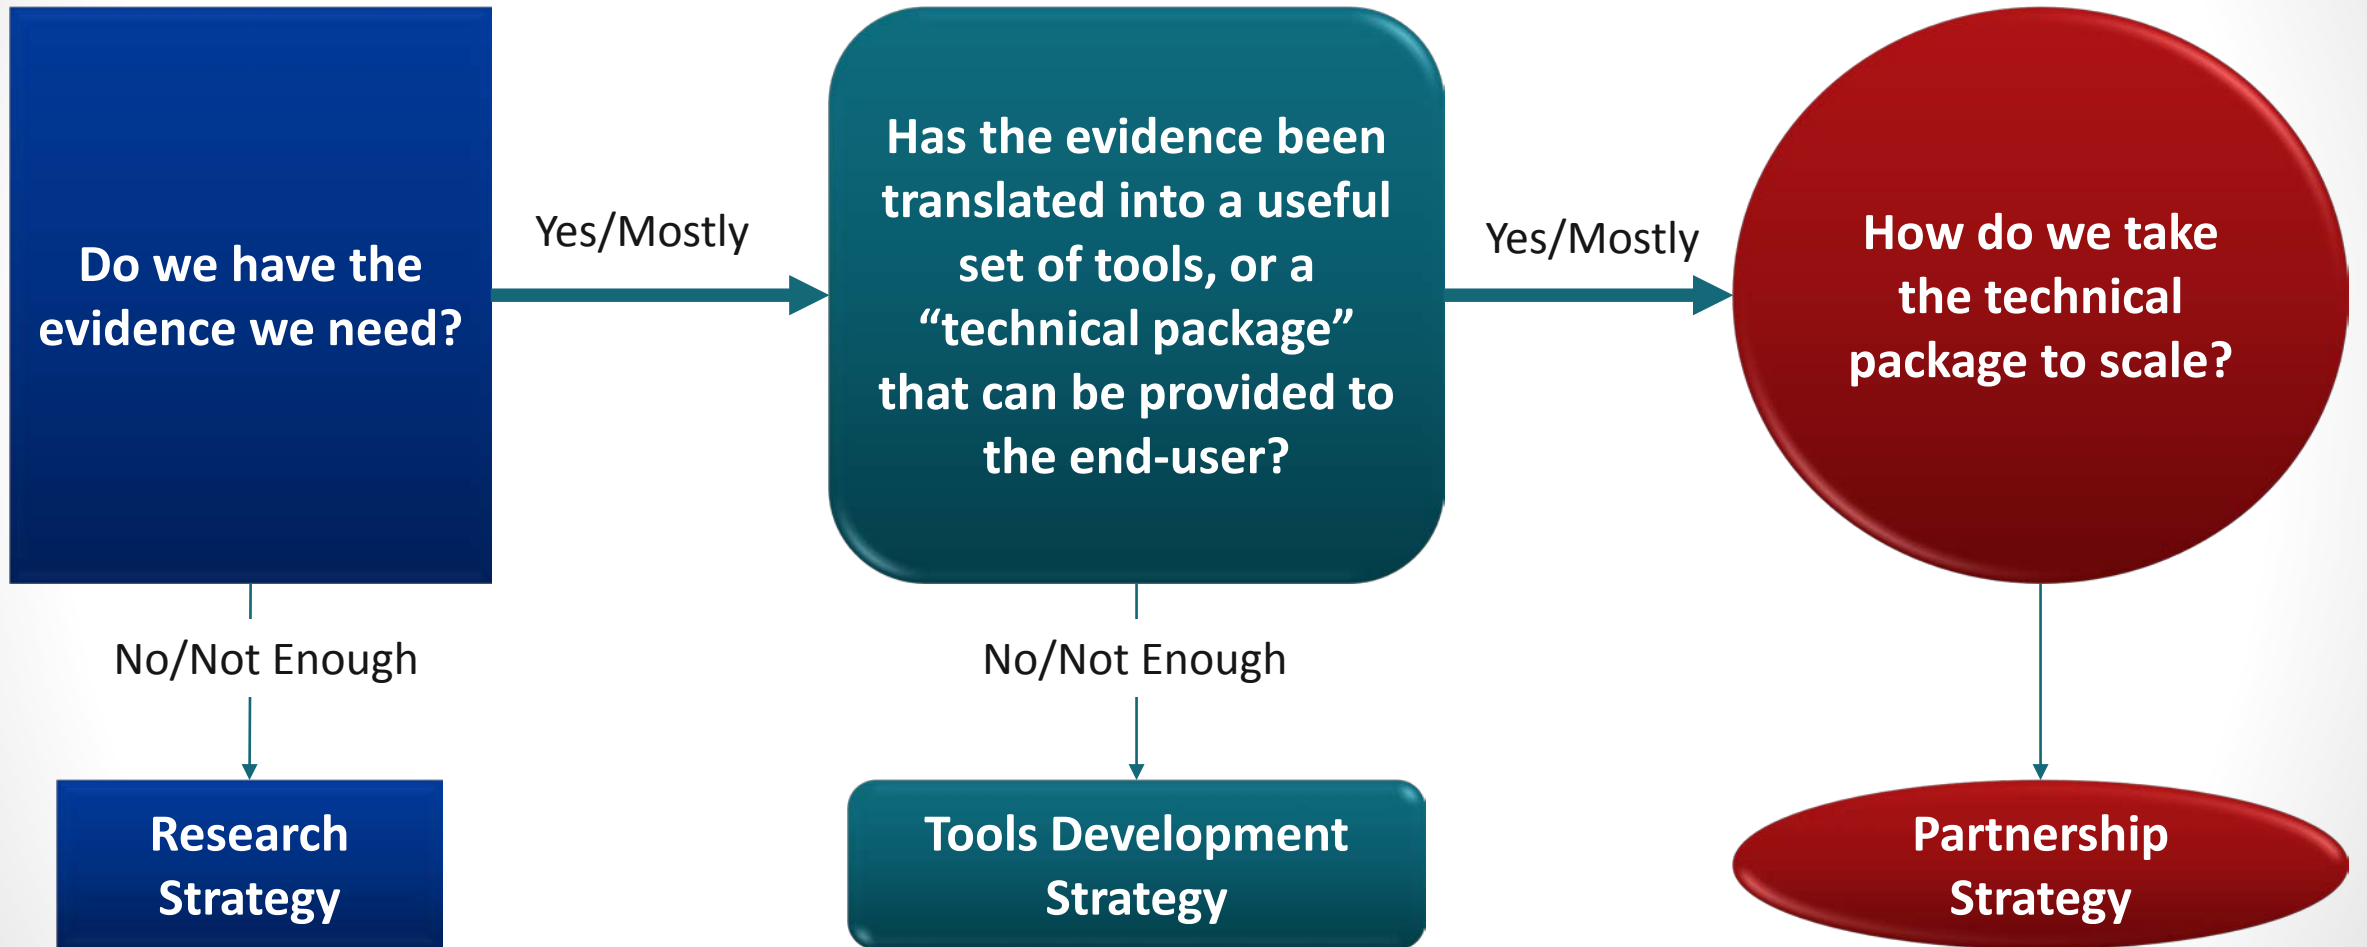 Do we have the
evidence we need?
Yes/Mostly
Has the evidence been
translated into a useful
set of tools, or a
“technical package”
that can be provided to
the end-user?
Yes/Mostly
How do we take
the technical
package to scale?
No/Not Enough
No/Not Enough
Research
Strategy
Tools Development
Strategy
Partnership
Strategy